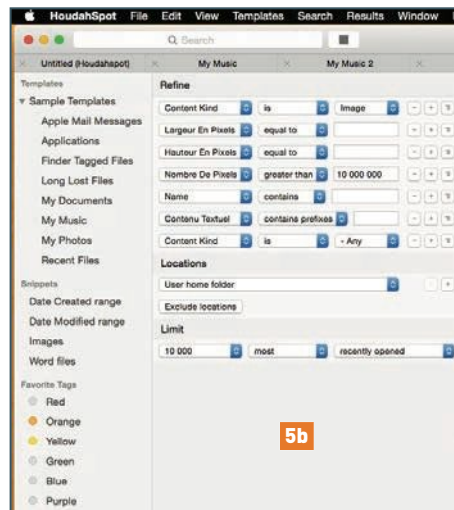 HoudahSpot File Edit View Templates Search Results Window
Search
Untitled (Houdahspot) My Music My Music 2
Templates
Sample Templates
Apple Mail Messages
Applications
Finder Tagged Files
Long Lost Files
My Documents
My Music
My Photos
Recent Files
Snippets
Date Created range
Date Modified range
Images
Word files
Favorite Tags
Red
Orange
Yellow
Green
Blue
Purple
Refine
Content Kind is Image
Largeur En Pixels equal to
Hauteur En Pixels equal to
Nombre De Pixels greater than 10 000 000
Name contains
Contenu Textuel contains prefixes
Content Kind is - Any
Locations
User home folder
Exclude locations
Limit
10 000 most recently opened
5b